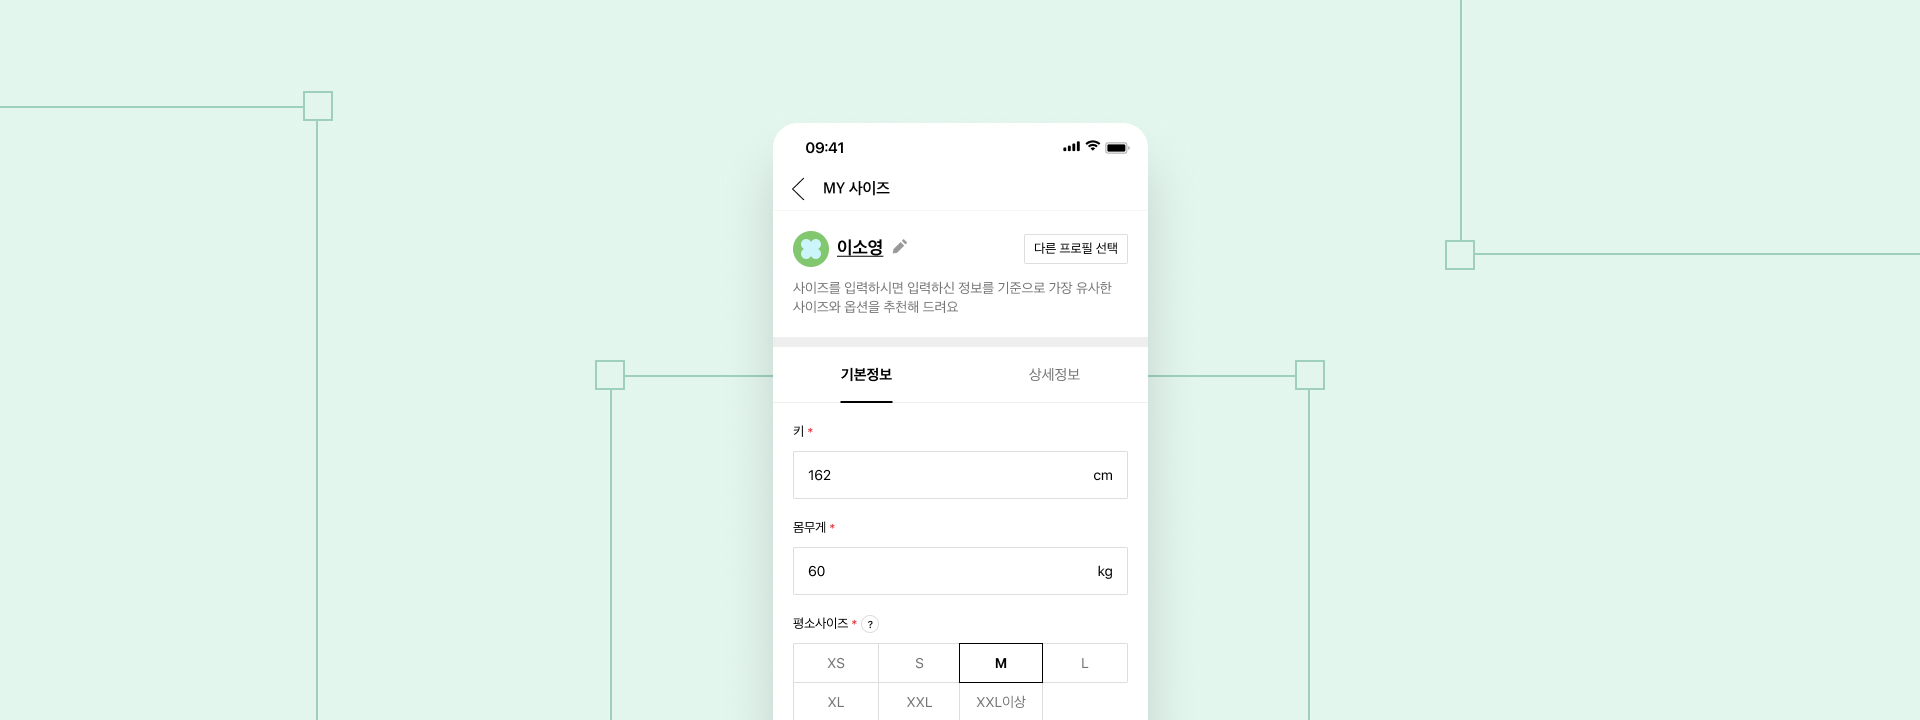 09:41
MY 사이즈
이소영
다른 프로필 선택
사이즈를 입력하시면 입력하신 정보를 기준으로 가장 유사한
사이즈와 옵션을 추천해 드려요
기본정보 상세정보
키 *
162 cm
몸무게 *
60 kg
평소사이즈 * ?
XS S M L
XL XXL XXL이상